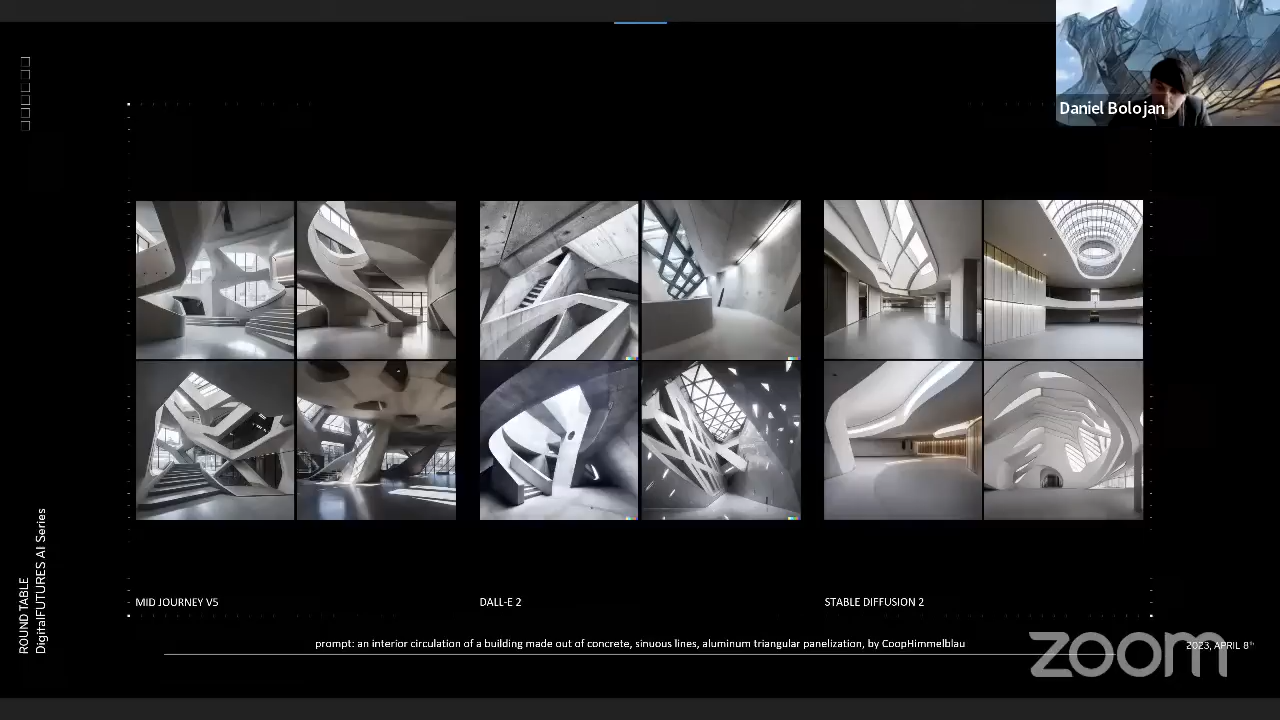 Daniel Bolojan
MID JOURNEY V5
DALL-E 2
STABLE DIFFUSION 2
prompt: an interior circulation of a building made out of concrete, sinuous lines, aluminum triangular panelization, by CoopHimmelblau
ROUND TABLE
DigitalFUTURES AI Series
zoom
2023, APRIL 8th